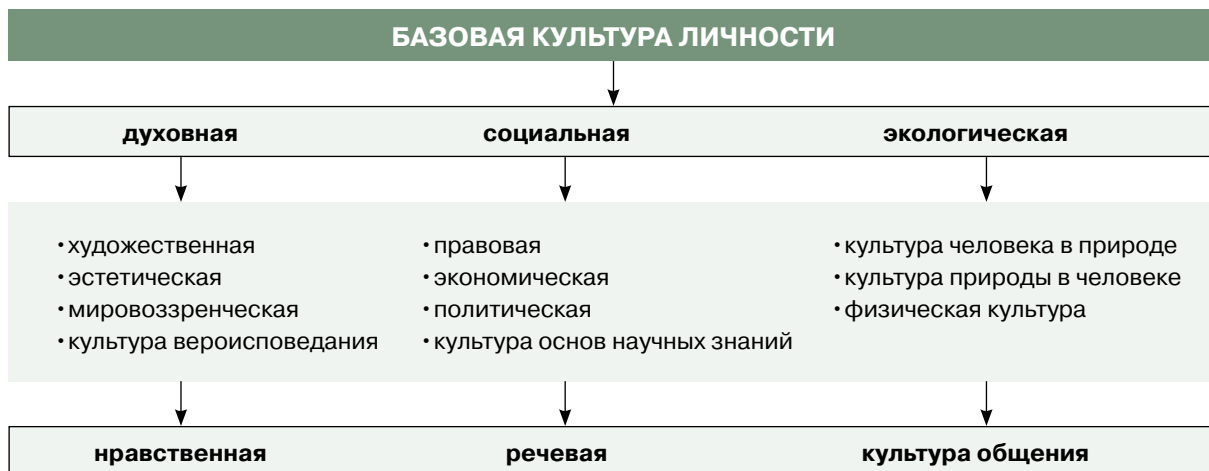 БАЗОВАЯ КУЛЬТУРА ЛИЧНОСТИ
духовная
социальная
экологическая
• художественная
• эстетическая
• мировоззренческая
• культура вероисповедания
• правовая
• экономическая
• политическая
• культура основ научных знаний
• культура человека в природе
• культура природы в человеке
• физическая культура
нравственная
речевая
культура общения